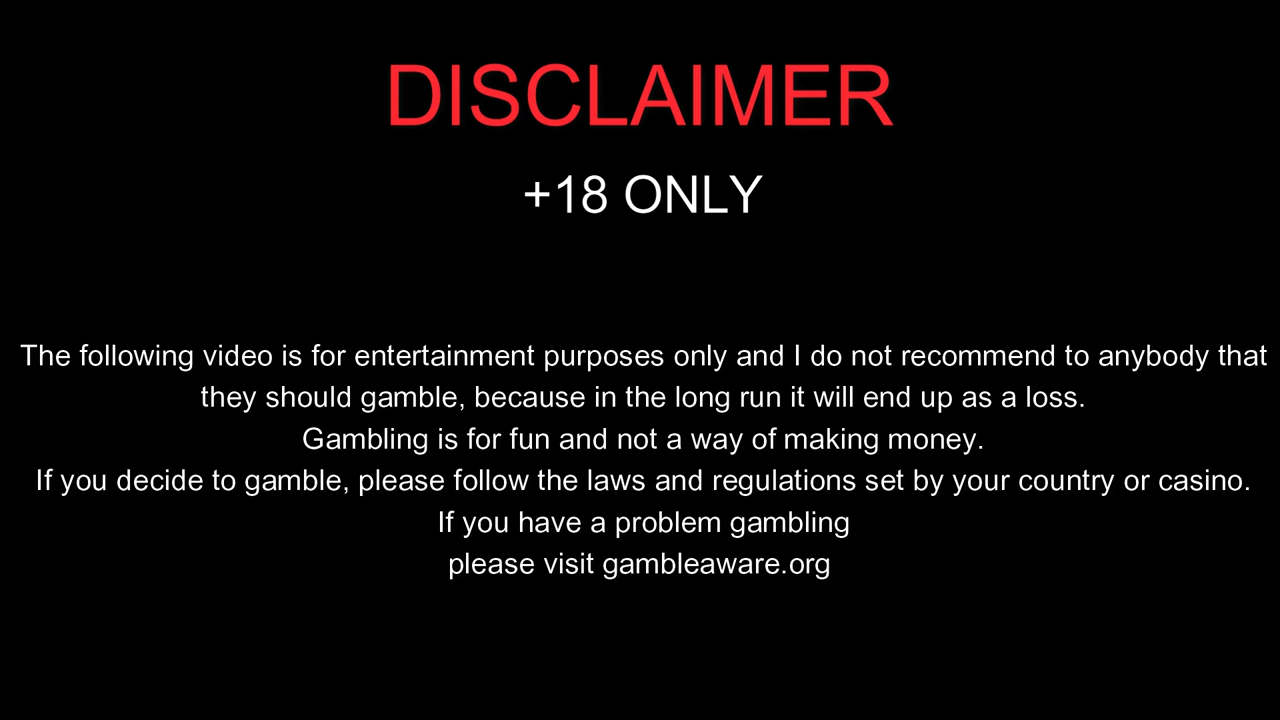 DISCLAIMER
+18 ONLY
The following video is for entertainment purposes only and I do not recommend to anybody that
they should gamble, because in the long run it will end up as a loss.
Gambling is for fun and not a way of making money.
If you decide to gamble, please follow the laws and regulations set by your country or casino.
If you have a problem gambling
please visit gambleaware.org